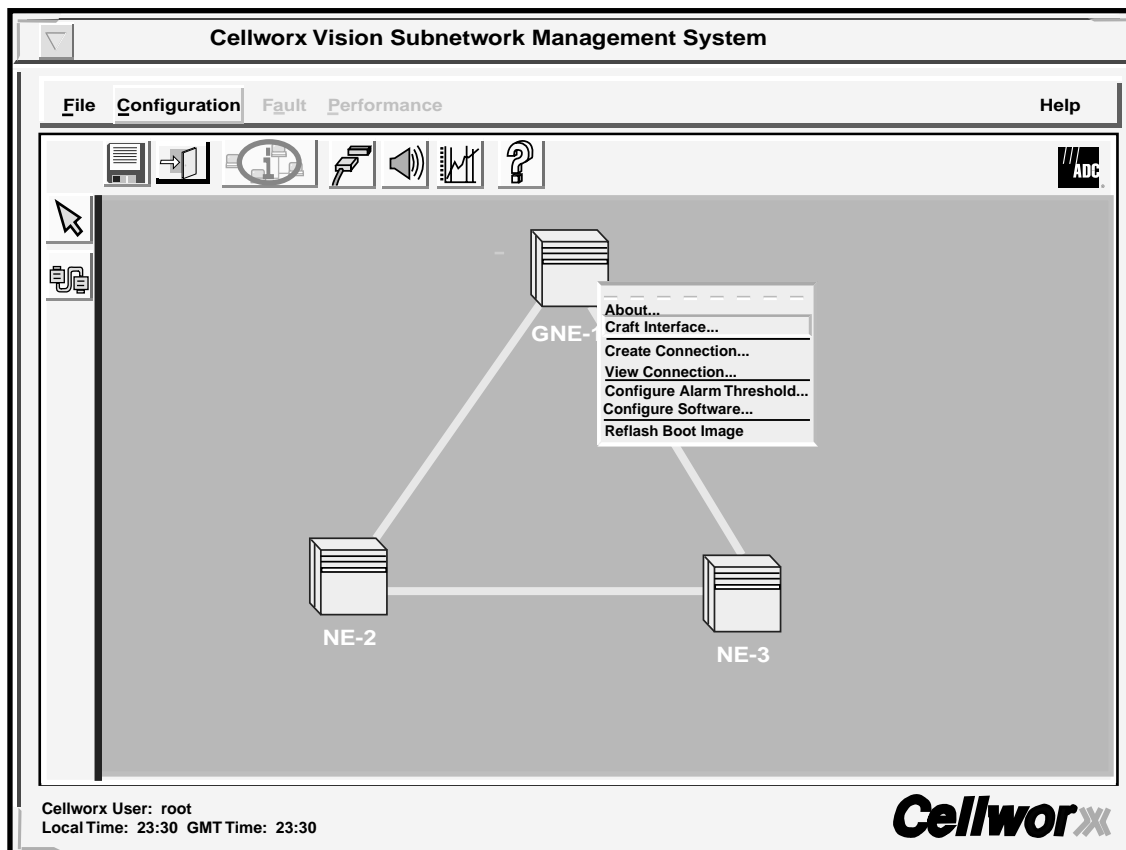 Cellworx Vision Subnetwork Management System
File Configuration Fault Performance Help
i
ADC
GNE-1
About...
Craft Interface...
Create Connection...
View Connection...
Configure Alarm Threshold...
Configure Software...
Reflash Boot Image
NE-2
NE-3
Cellworx User: root
Local Time: 23:30 GMT Time: 23:30
Cellworx